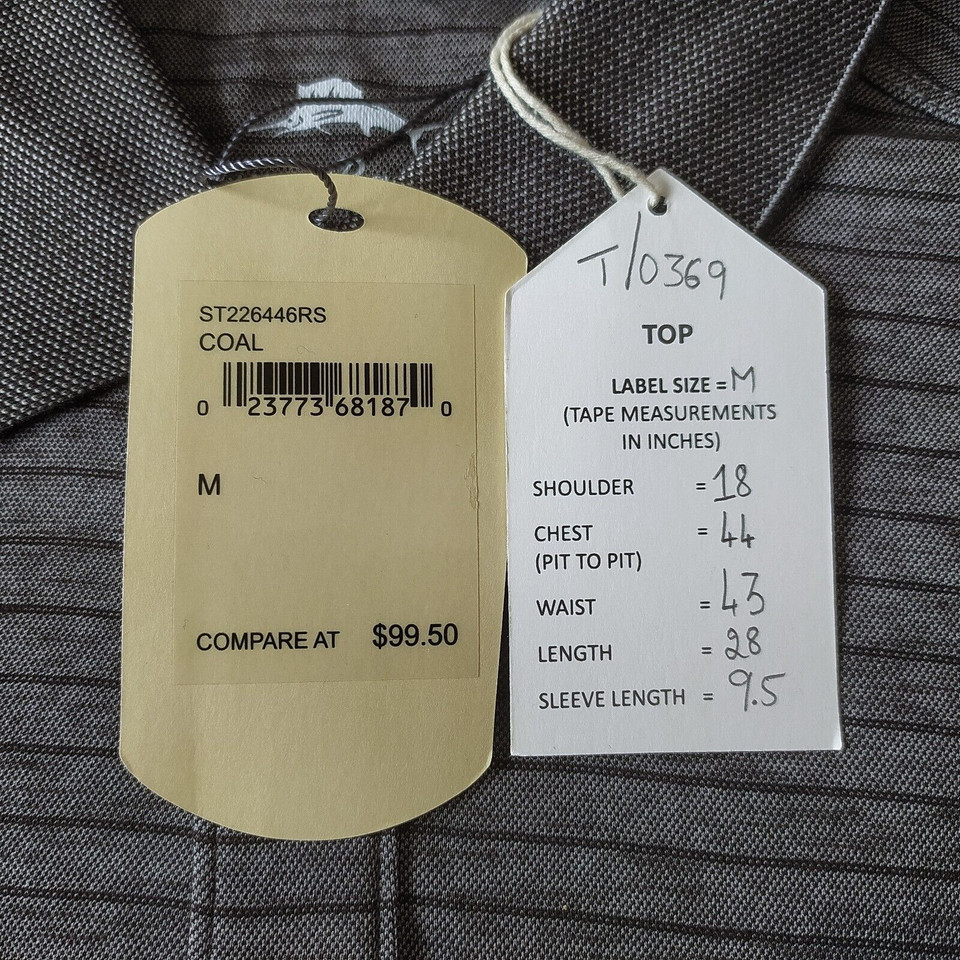 ST226446RS
COAL
0 23773 68187 0
M
COMPARE AT $99.50
T/0369
TOP
LABEL SIZE = M
(TAPE MEASUREMENTS
IN INCHES)
SHOULDER = 18
CHEST = 44
(PIT TO PIT)
WAIST = 43
LENGTH = 28
SLEEVE LENGTH = 9.5